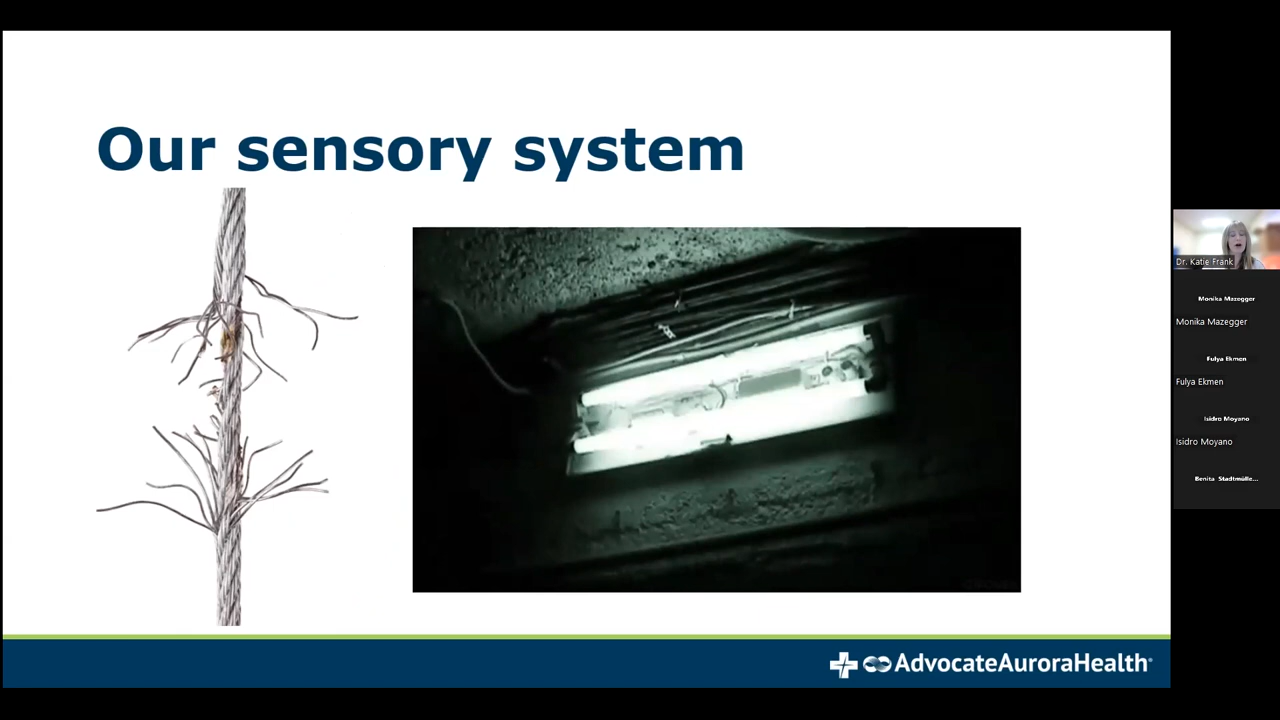 Our sensory system
AdvocateAuroraHealth®
Dr. Katie Frank
Monika Mazegger
Monika Mazegger
Fulya Ekmen
Fulya Ekmen
Isidro Moyano
Isidro Moyano
Benita Stadtmülle...